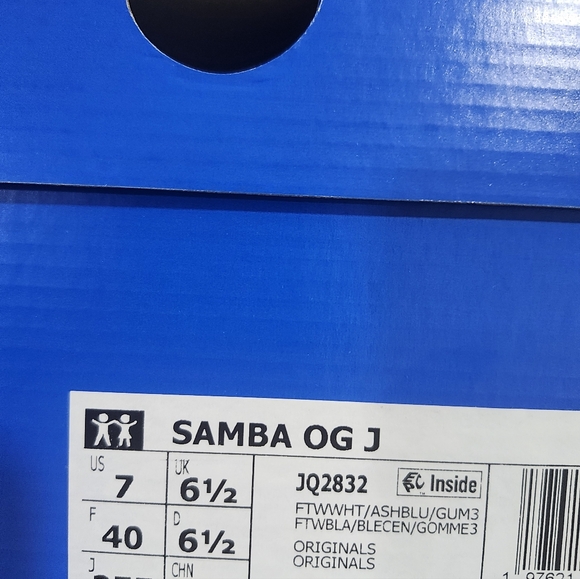 SAMBA OG J
US 7 UK 6½
F 40 D 6½
J CHN
JQ2832 Inside
FTWWHT/ASHBLU/GUM3
FTWBLA/BLECEN/GOMME3
ORIGINALS
ORIGINALS